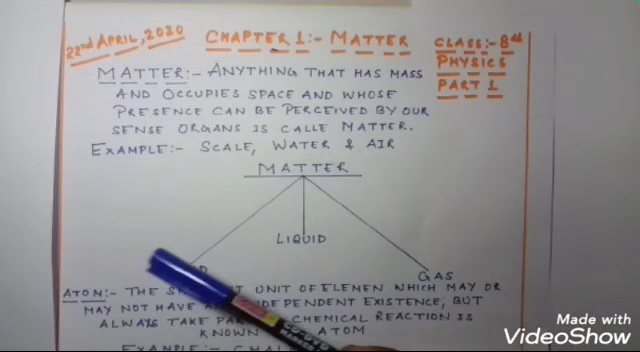 22nd APRIL, 2020
CHAPTER 1:- MATTER
CLASS:- 8th
PHYSICS
PART 1
MATTER:- ANYTHING THAT HAS MASS
AND OCCUPIES SPACE AND WHOSE
PRESENCE CAN BE PERCEIVED BY OUR
SENSE ORGANS IS CALLE MATTER.
EXAMPLE:- SCALE, WATER & AIR
MATTER
LIQUID
GAS
ATON:- THE UNIT OF ELEMEN WHICH MAY OR
MAY NOT HAVE INDEPENDENT EXISTENCE, BUT
ALWAYS TAKE CHEMICAL REACTION IS
KNOWN ATOM
EXAMPLE:-
Made with
VideoShow